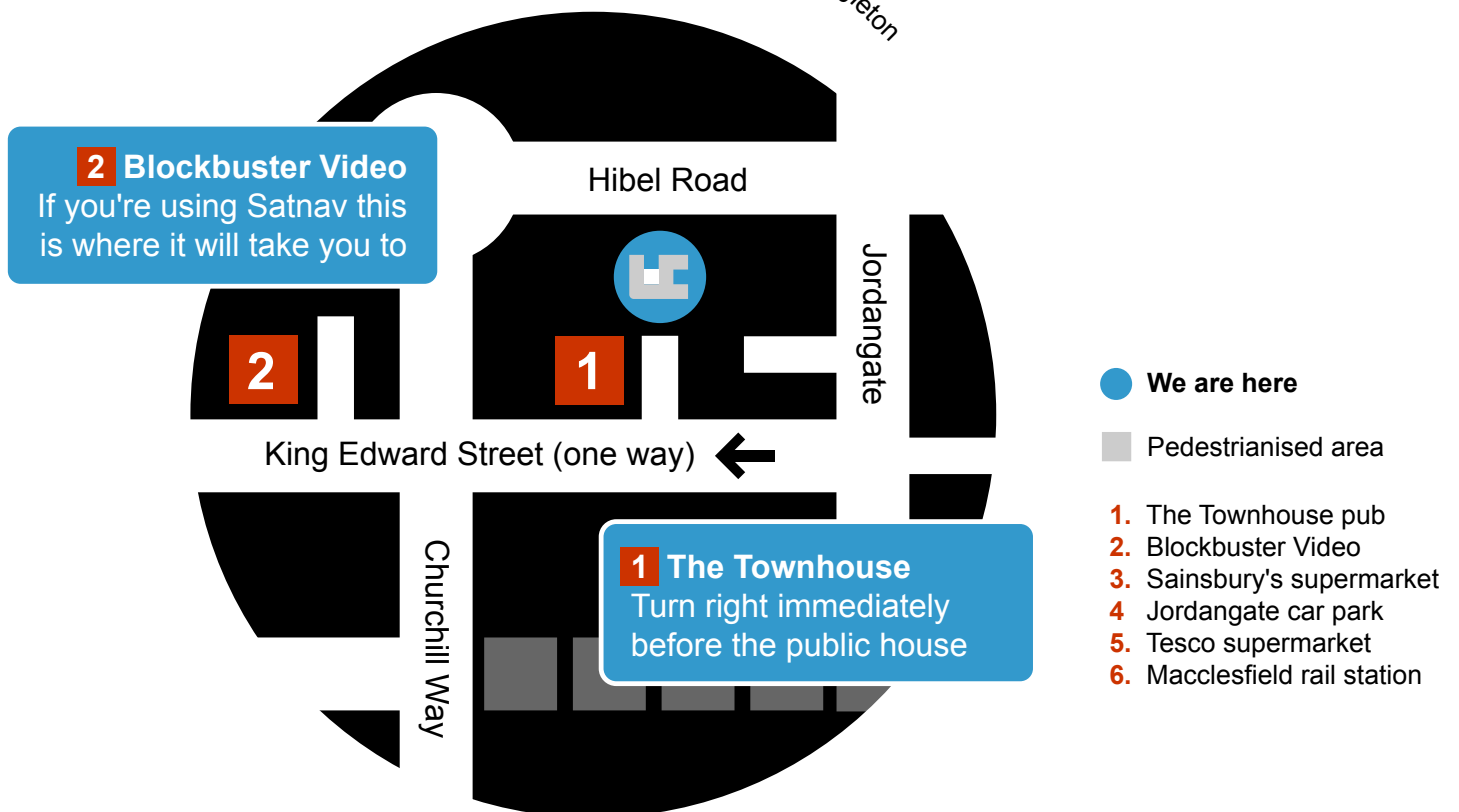 2 Blockbuster Video
If you're using Satnav this
is where it will take you to
Hibel Road
Jordangate
2
1
King Edward Street (one way)
Churchill Way
1 The Townhouse
Turn right immediately
before the public house
We are here
Pedestrianised area
1. The Townhouse pub
2. Blockbuster Video
3. Sainsbury's supermarket
4 Jordangate car park
5. Tesco supermarket
6. Macclesfield rail station